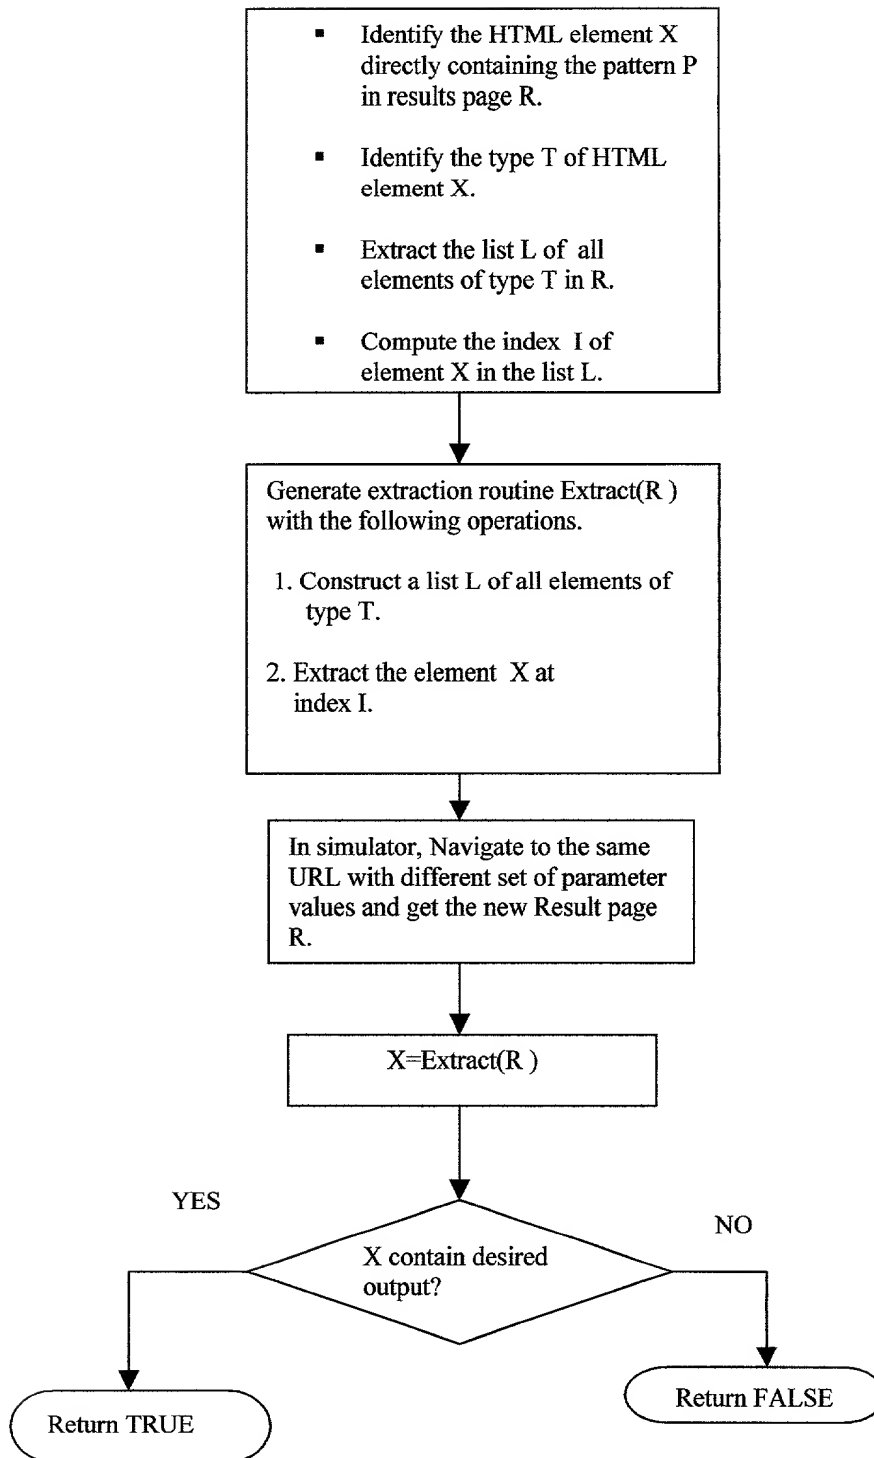 ▪ Identify the HTML element X
directly containing the pattern P
in results page R.
▪ Identify the type T of HTML
element X.
▪ Extract the list L of all
elements of type T in R.
▪ Compute the index I of
element X in the list L.
Generate extraction routine Extract(R )
with the following operations.
1. Construct a list L of all elements of
type T.
2. Extract the element X at
index I.
In simulator, Navigate to the same
URL with different set of parameter
values and get the new Result page
R.
X=Extract(R )
YES
NO
X contain desired
output?
Return TRUE
Return FALSE